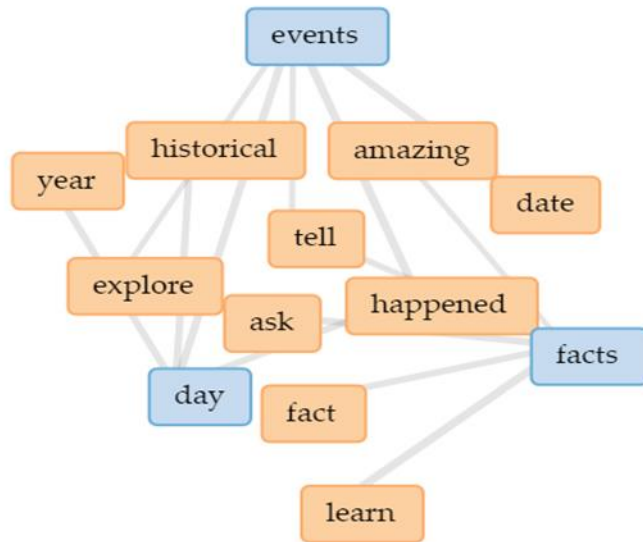 events
historical
amazing
year
date
tell
explore
happened
ask
facts
day
fact
learn